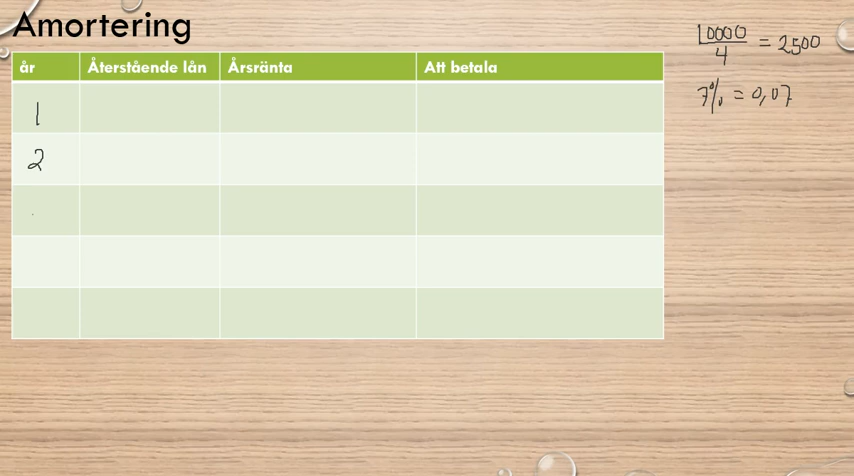 Amortering
10000/4 = 2500
7% = 0,07
år Återstående lån Årsränta Att betala
1
2